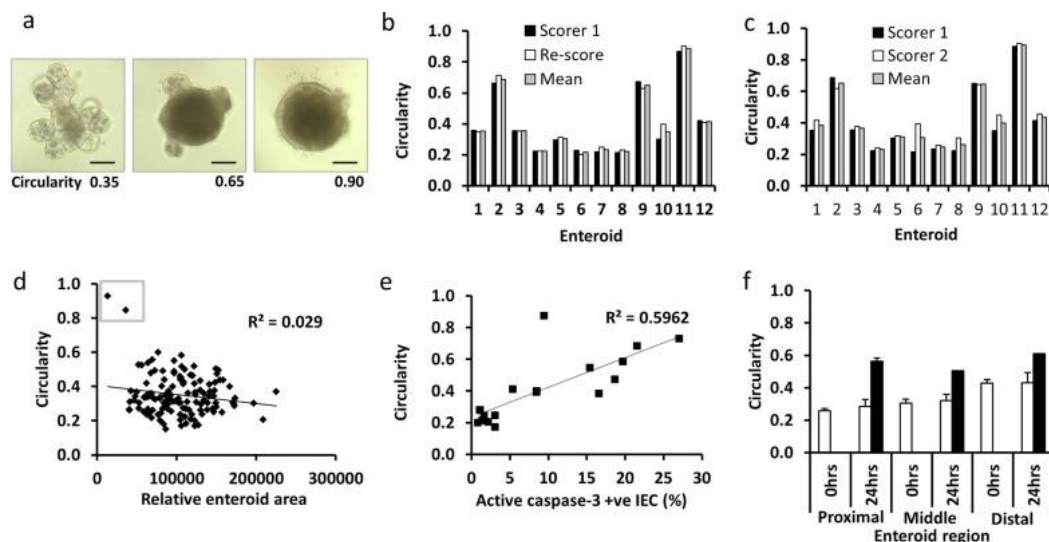 a
Circularity 0.35 0.65 0.90
b
Circularity
1.0
0.8
0.6
0.4
0.2
0.0
Scorer 1
Re-score
Mean
1 2 3 4 5 6 7 8 9 10 11 12
Enteroid
c
Circularity
1.0
0.8
0.6
0.4
0.2
0.0
Scorer 1
Scorer 2
Mean
1 2 3 4 5 6 7 8 9 10 11 12
Enteroid
d
Circularity
1.0
0.8
0.6
0.4
0.2
0.0
R² = 0.029
0 100000 200000 300000
Relative enteroid area
e
Circularity
1.0
0.8
0.6
0.4
0.2
0.0
R² = 0.5962
0 5 10 15 20 25 30
Active caspase-3 +ve IEC (%)
f
Circularity
1.0
0.8
0.6
0.4
0.2
0.0
0hrs 24hrs 0hrs 24hrs 0hrs 24hrs
Proximal Middle Distal
Enteroid region